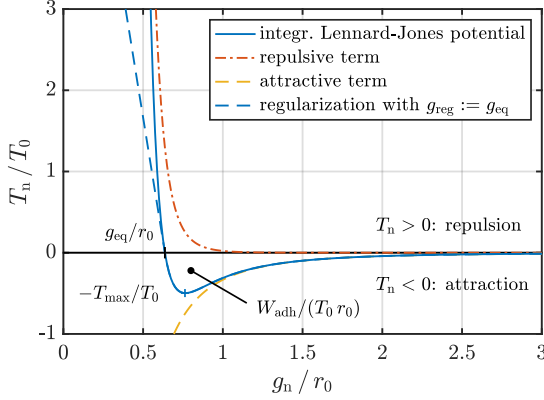 integr. Lennard-Jones potential
repulsive term
attractive term
regularization with g_reg := g_eq
3
2
1
0
-1
T_n / T_0
g_eq/r_0
T_n > 0: repulsion
T_n < 0: attraction
−T_max/T_0
W_adh/(T_0 r_0)
0 0.5 1 1.5 2 2.5 3
g_n / r_0